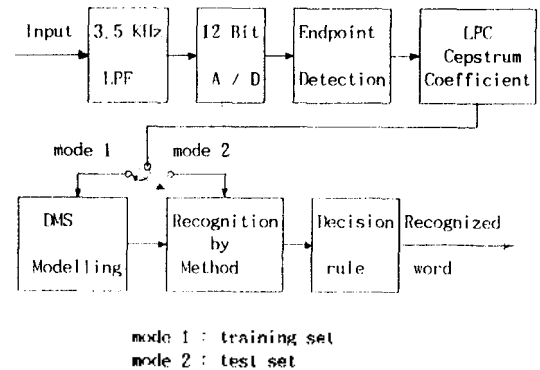 Input
3.5 kHz
LPF
12 Bit
A / D
Endpoint
Detection
LPC
Cepstrum
Coefficient
mode 1
mode 2
DMS
Modelling
Recognition
by
Method
Decision
rule
Recognized
word
mode 1 : training set
mode 2 : test set